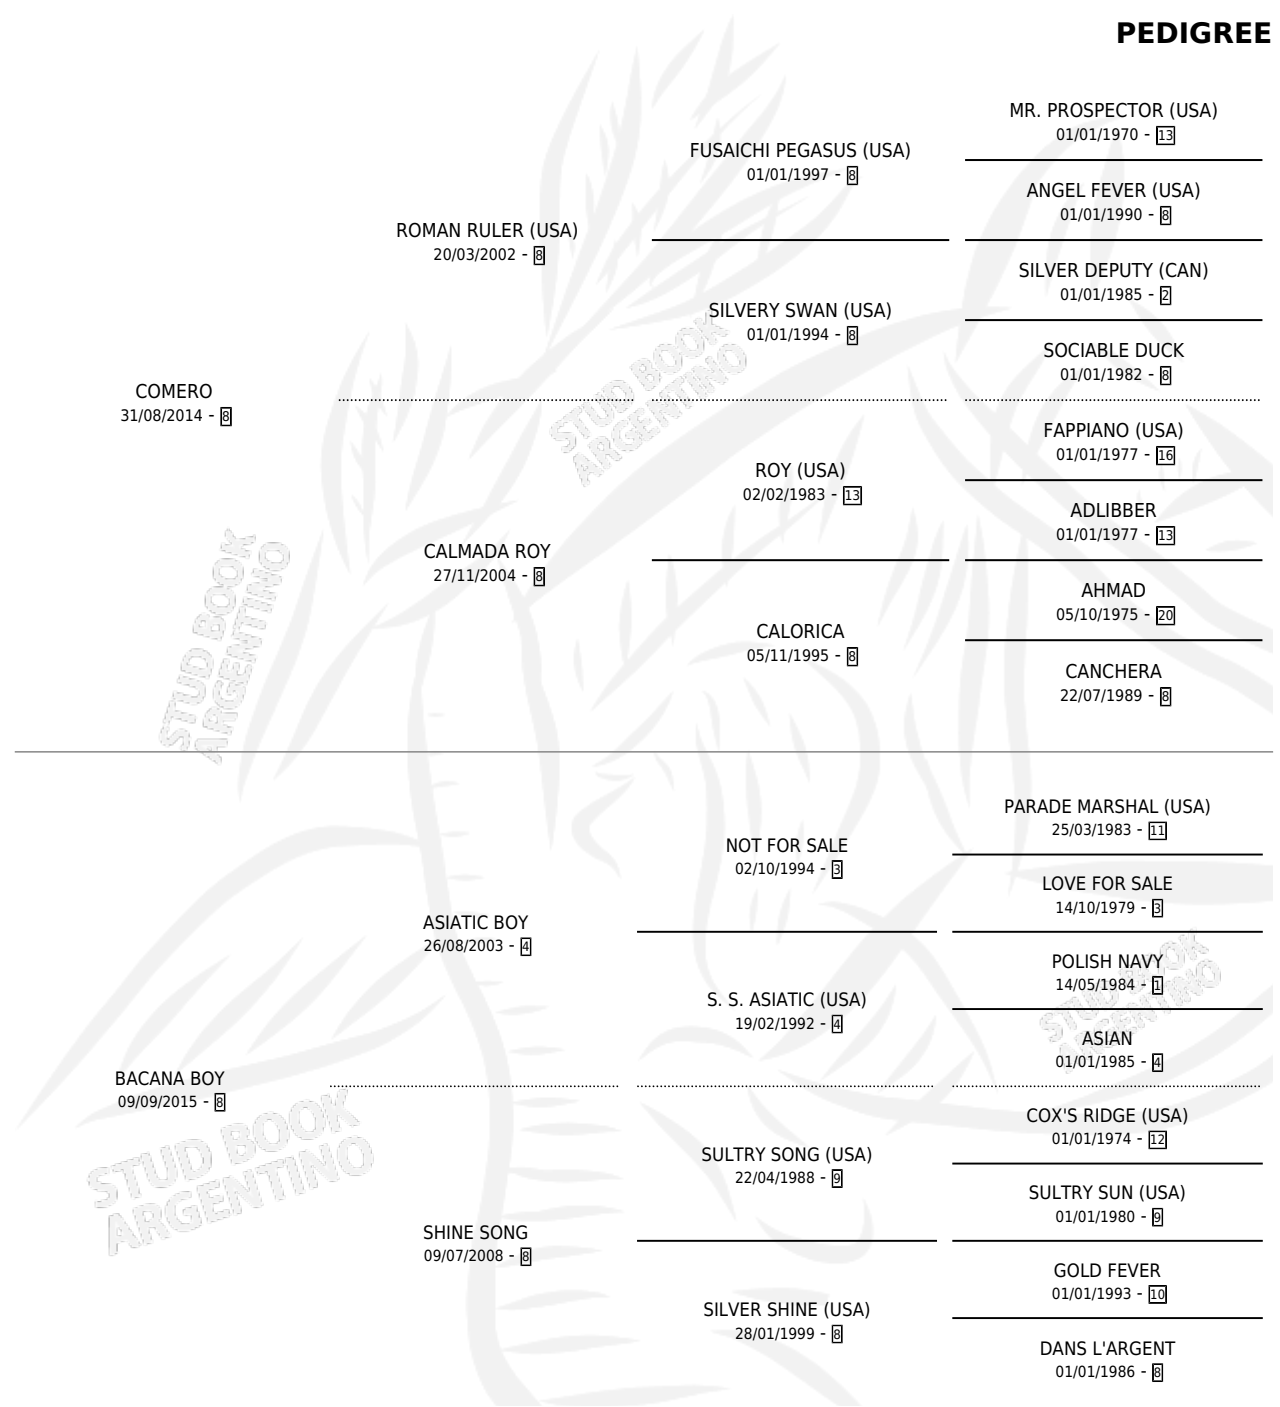 PEDIGREE
MR. PROSPECTOR (USA)
01/01/1970 - 13
FUSAICHI PEGASUS (USA)
01/01/1997 - 8
ANGEL FEVER (USA)
01/01/1990 - 8
ROMAN RULER (USA)
20/03/2002 - 8
SILVER DEPUTY (CAN)
01/01/1985 - 2
SILVERY SWAN (USA)
01/01/1994 - 8
SOCIABLE DUCK
01/01/1982 - 8
COMERO
31/08/2014 - 8
FAPPIANO (USA)
01/01/1977 - 16
ROY (USA)
02/02/1983 - 13
ADLIBBER
01/01/1977 - 13
CALMADA ROY
27/11/2004 - 8
AHMAD
05/10/1975 - 20
CALORICA
05/11/1995 - 8
CANCHERA
22/07/1989 - 8
PARADE MARSHAL (USA)
25/03/1983 - 11
NOT FOR SALE
02/10/1994 - 3
LOVE FOR SALE
14/10/1979 - 3
ASIATIC BOY
26/08/2003 - 4
POLISH NAVY
14/05/1984 - 1
S. S. ASIATIC (USA)
19/02/1992 - 4
ASIAN
01/01/1985 - 4
BACANA BOY
09/09/2015 - 8
COX'S RIDGE (USA)
01/01/1974 - 12
SULTRY SONG (USA)
22/04/1988 - 9
SULTRY SUN (USA)
01/01/1980 - 9
SHINE SONG
09/07/2008 - 8
GOLD FEVER
01/01/1993 - 10
SILVER SHINE (USA)
28/01/1999 - 8
DANS L'ARGENT
01/01/1986 - 8
STUD BOOK
ARGENTINO
STUD BOOK
ARGENTINO
STUD BOOK
ARGENTINO
STUD BOOK
ARGENTINO